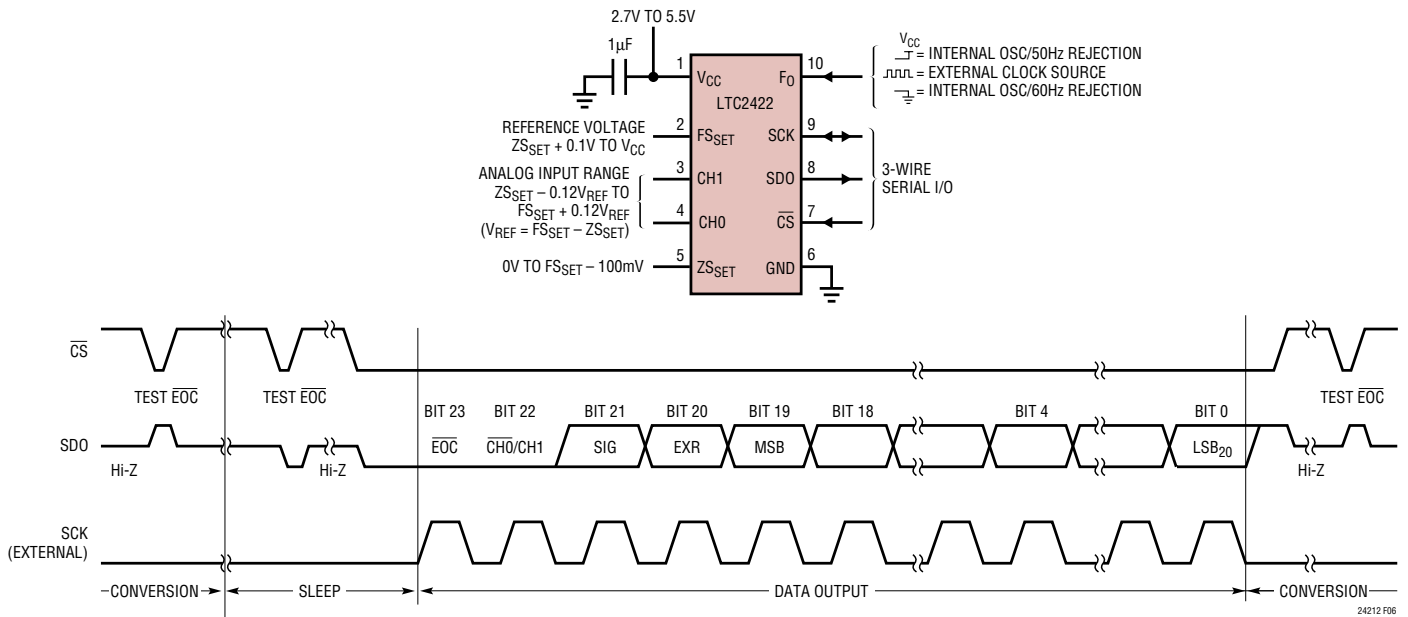 2.7V TO 5.5V
1µF
VCC
= INTERNAL OSC/50Hz REJECTION
= EXTERNAL CLOCK SOURCE
= INTERNAL OSC/60Hz REJECTION
1 VCC FO 10
LTC2422
REFERENCE VOLTAGE
ZSSET + 0.1V TO VCC
2 FSSET SCK 9
ANALOG INPUT RANGE
ZSSET – 0.12VREF TO
FSSET + 0.12VREF
(VREF = FSSET – ZSSET)
3 CH1 SDO 8
3-WIRE
SERIAL I/O
4 CH0 CS 7
0V TO FSSET – 100mV
5 ZSSET GND 6
CS
TEST EOC TEST EOC TEST EOC
BIT 23 BIT 22 BIT 21 BIT 20 BIT 19 BIT 18 BIT 4 BIT 0
SDO
EOC CH0/CH1 SIG EXR MSB LSB20
Hi-Z Hi-Z Hi-Z
SCK
(EXTERNAL)
CONVERSION SLEEP DATA OUTPUT CONVERSION
24212 F06